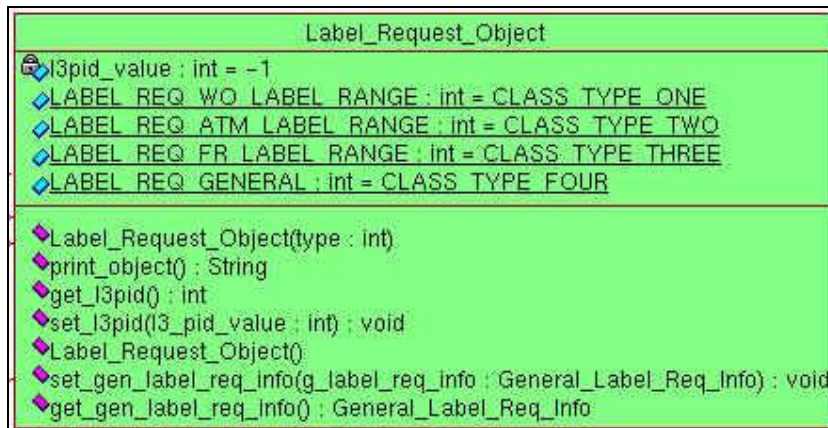 Label_Request_Object
l3pid_value : int = -1
LABEL_REQ_WO_LABEL_RANGE : int = CLASS_TYPE_ONE
LABEL_REQ_ATM_LABEL_RANGE : int = CLASS_TYPE_TWO
LABEL_REQ_FR_LABEL_RANGE : int = CLASS_TYPE_THREE
LABEL_REQ_GENERAL : int = CLASS_TYPE_FOUR
Label_Request_Object(type : int)
print_object() : String
get_l3pid() : int
set_l3pid(l3_pid_value : int) : void
Label_Request_Object()
set_gen_label_req_info(g_label_req_info : General_Label_Req_Info) : void
get_gen_label_req_Info() : General_Label_Req_Info